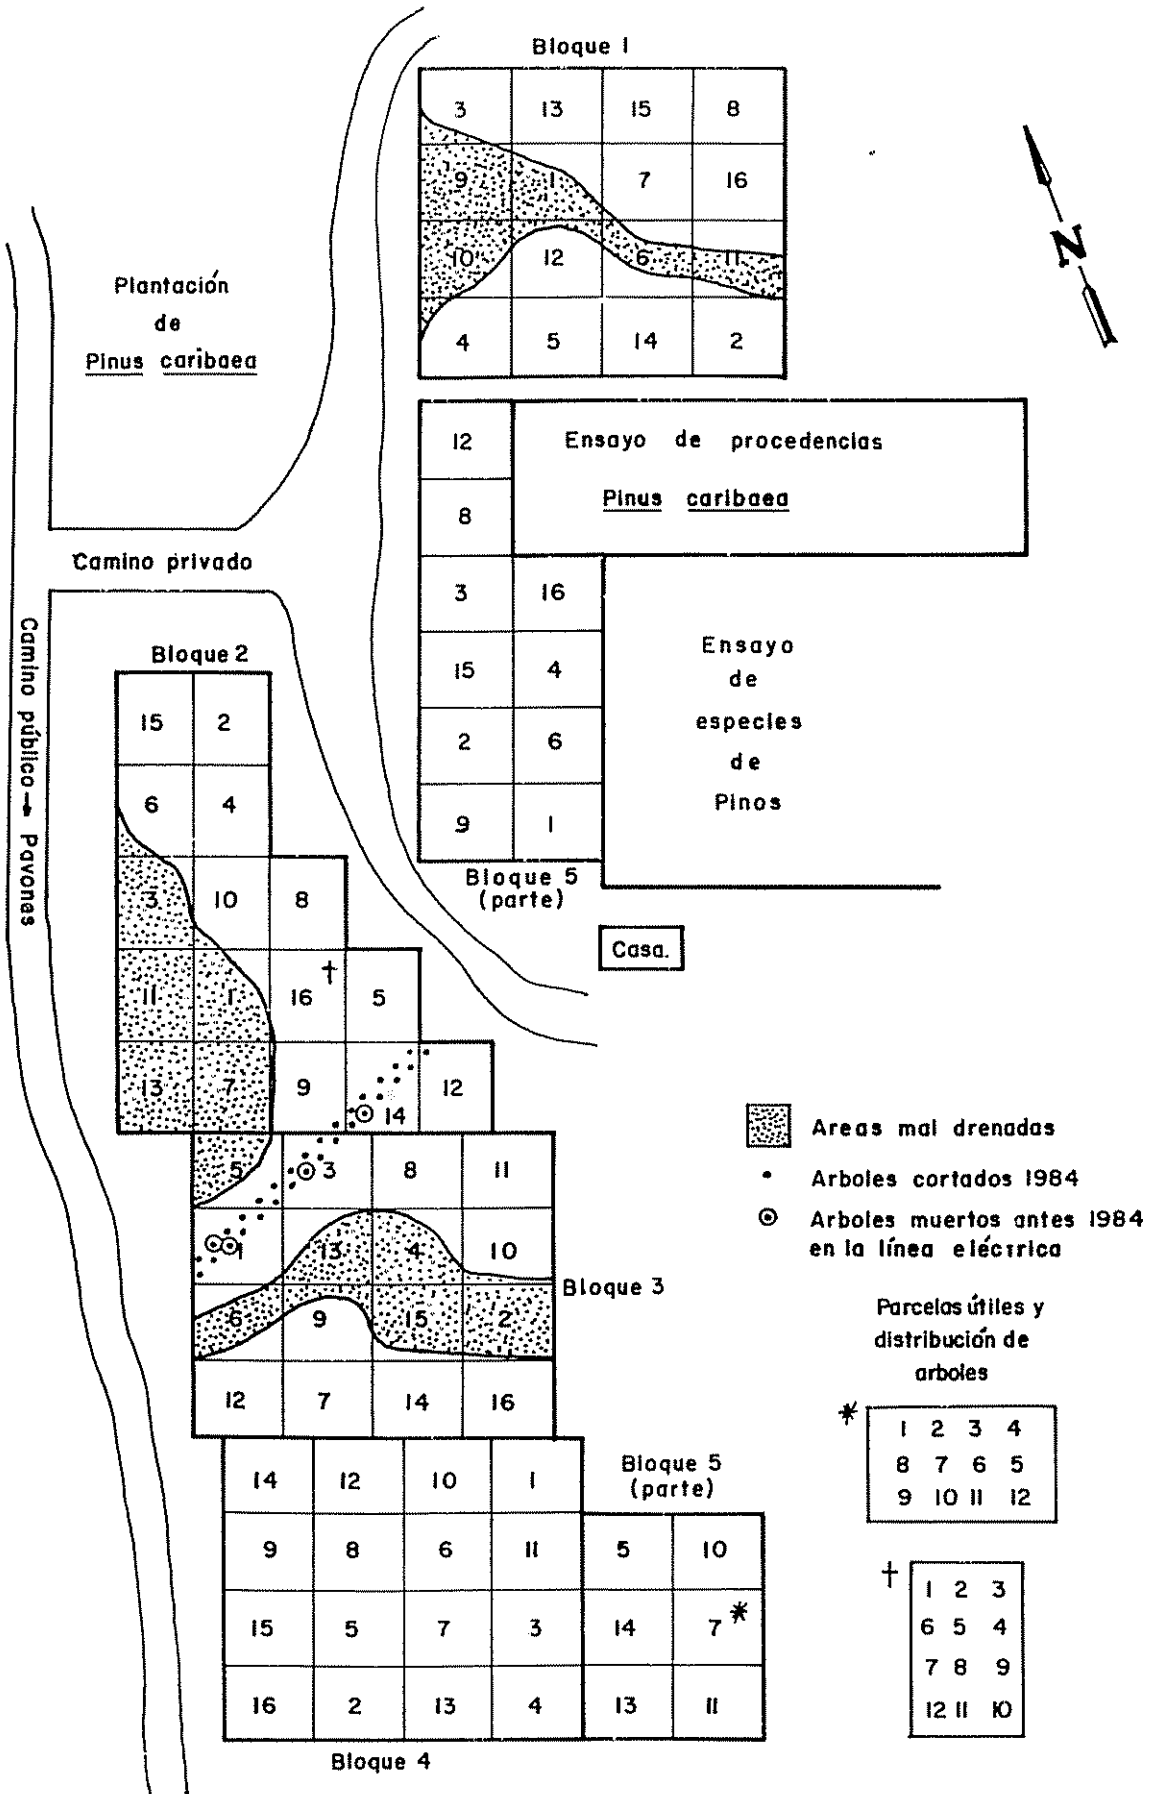 Bloque 1
3 13 15 8
9 1 7 16
10 12 6 11
4 5 14 2
N
Plantación
de
Pinus caribaea
12
8
3 16
15 4
2 6
9 1
Bloque 5
(parte)
Ensayo de procedencias
Pinus caribaea
Ensayo
de
especies
de
Pinos
Camino privado
Camino público → Pavones
Casa.
Bloque 2
15 2
6 4
3 10 8
11 1 16 † 5
13 7 9 14 12
5 3 8 11
1 13 4 10
6 9 15 2
12 7 14 16
Bloque 3
14 12 10 1
9 8 6 11
15 5 7 3
16 2 13 4
Bloque 4
Bloque 5
(parte)
5 10
14 7 *
13 11
Areas mal drenadas
Arboles cortados 1984
Arboles muertos antes 1984
en la línea eléctrica
Parcelas útiles y
distribución de
arboles
*
1 2 3 4
8 7 6 5
9 10 11 12
†
1 2 3
6 5 4
7 8 9
12 11 10